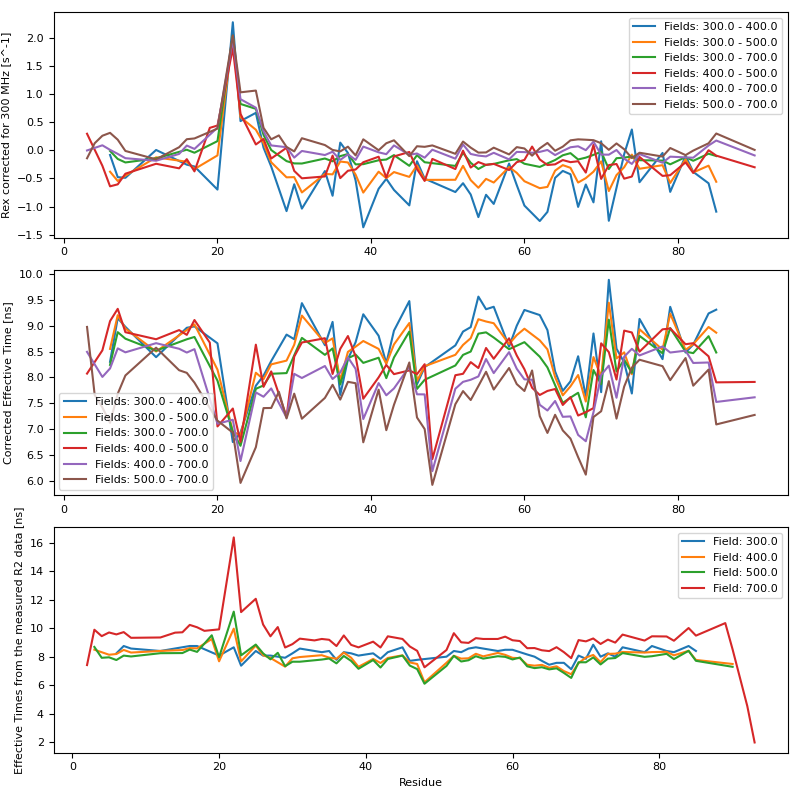 Rex corrected for 300 MHz [s^-1]
2.0
1.5
1.0
0.5
0.0
−0.5
−1.0
−1.5
0
20
40
60
80
Fields: 300.0 - 400.0
Fields: 300.0 - 500.0
Fields: 300.0 - 700.0
Fields: 400.0 - 500.0
Fields: 400.0 - 700.0
Fields: 500.0 - 700.0
Corrected Effective Time [ns]
10.0
9.5
9.0
8.5
8.0
7.5
7.0
6.5
6.0
0
20
40
60
80
Fields: 300.0 - 400.0
Fields: 300.0 - 500.0
Fields: 300.0 - 700.0
Fields: 400.0 - 500.0
Fields: 400.0 - 700.0
Fields: 500.0 - 700.0
Effective Times from the measured R2 data [ns]
16
14
12
10
8
6
4
2
0
20
40
60
80
Field: 300.0
Field: 400.0
Field: 500.0
Field: 700.0
Residue